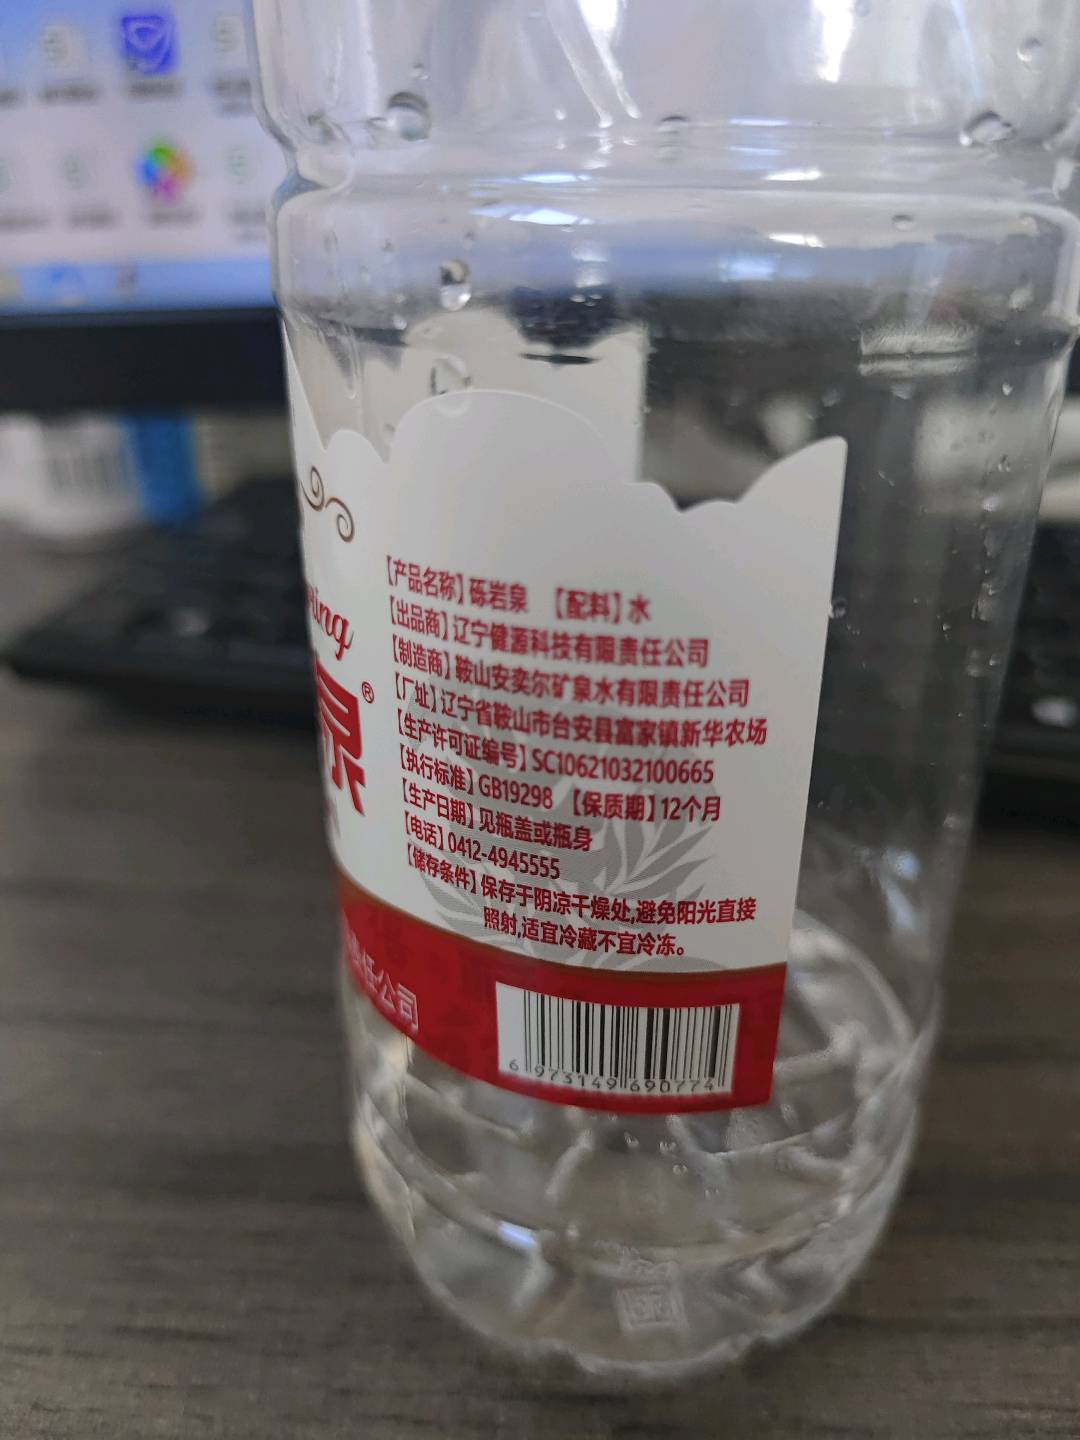 ring
泉®
【产品名称】砾岩泉 【配料】水
【出品商】辽宁健源科技有限责任公司
【制造商】鞍山安奕尔矿泉水有限责任公司
【厂址】辽宁省鞍山市台安县富家镇新华农场
【生产许可证编号】SC10621032100665
【执行标准】GB19298 【保质期】12个月
【生产日期】见瓶盖或瓶身
【电话】0412-4945555
【储存条件】保存于阴凉干燥处,避免阳光直接
照射,适宜冷藏不宜冷冻。
任公司
6 973149 690774